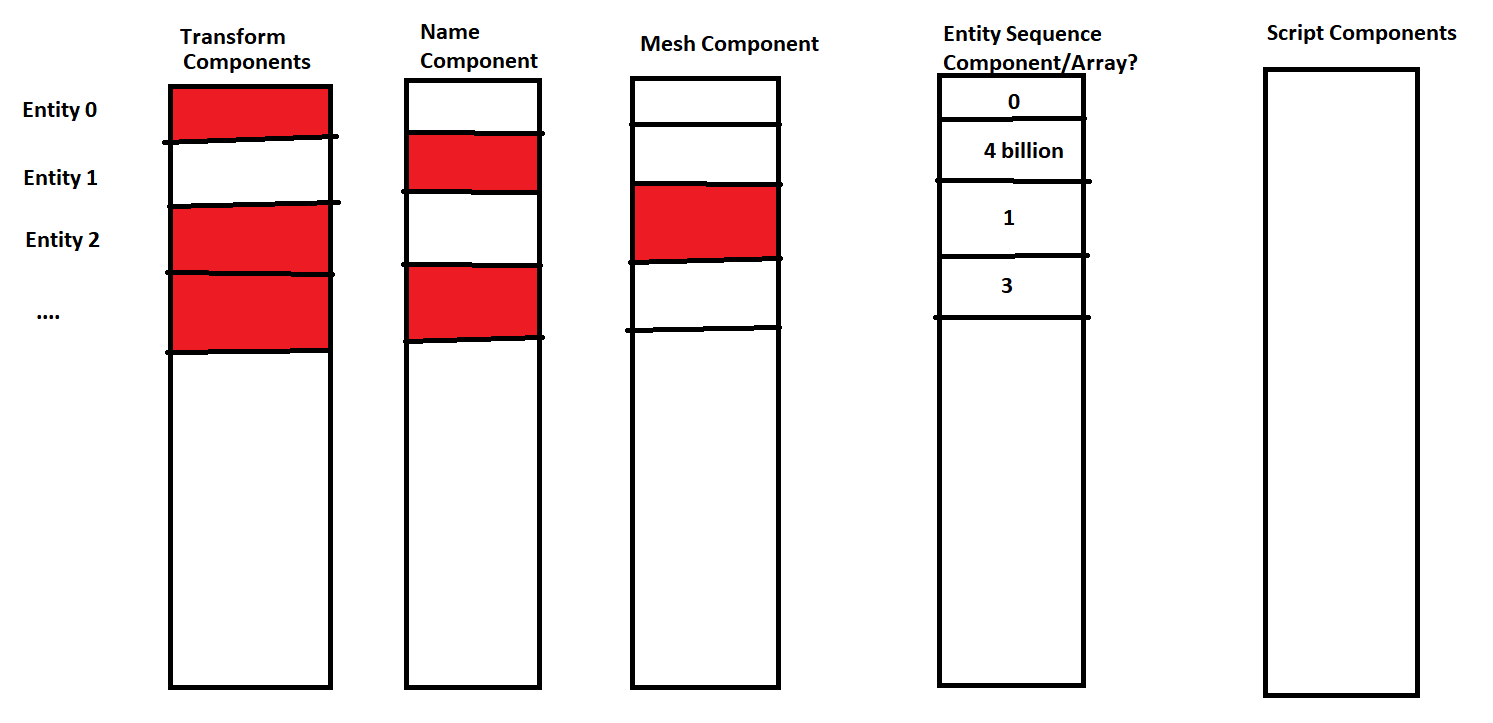 Transform
Components
Name
Component
Mesh Component
Entity Sequence
Component/Array?
Script Components
Entity 0
Entity 1
Entity 2
....
0
4 billion
1
3